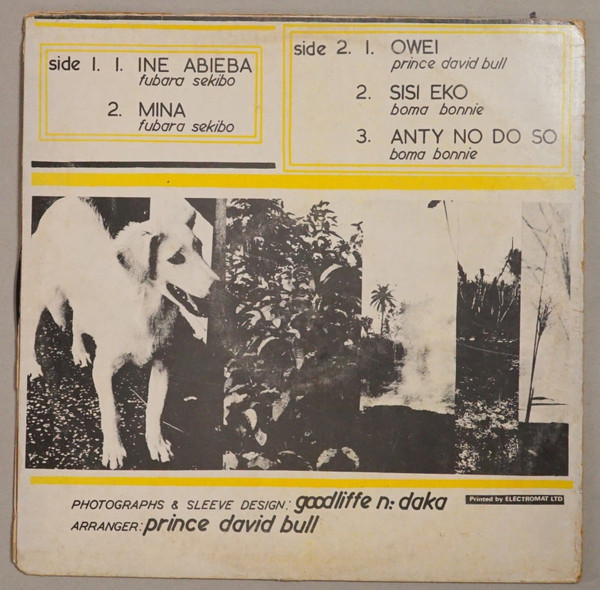 side 1. 1. INE ABIEBA
fubara sekibo
2. MINA
fubara sekibo
side 2. 1. OWEI
prince david bull
2. SISI EKO
boma bonnie
3. ANTY NO DO SO
boma bonnie
PHOTOGRAPHS & SLEEVE DESIGN: goodliffe n: daka
Printed by ELECTROMAT LTD
ARRANGER: prince david bull